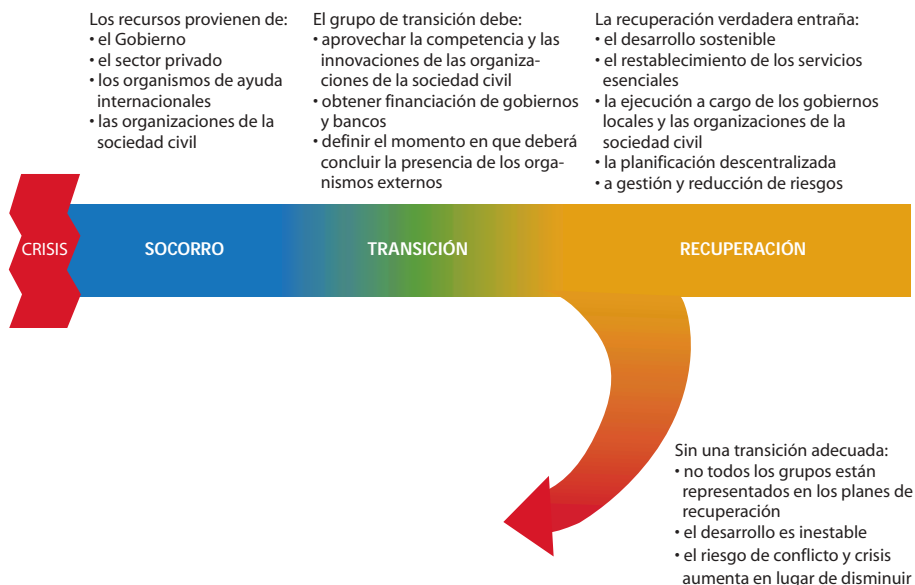 Los recursos provienen de:
• el Gobierno
• el sector privado
• los organismos de ayuda
internacionales
• las organizaciones de la
sociedad civil
El grupo de transición debe:
• aprovechar la competencia y las
innovaciones de las organiza-
ciones de la sociedad civil
• obtener financiación de gobiernos
y bancos
• definir el momento en que deberá
concluir la presencia de los orga-
nismos externos
La recuperación verdadera entraña:
• el desarrollo sostenible
• el restablecimiento de los servicios
esenciales
• la ejecución a cargo de los gobiernos
locales y las organizaciones de la
sociedad civil
• la planificación descentralizada
• a gestión y reducción de riesgos
CRISIS
SOCORRO
TRANSICIÓN
RECUPERACIÓN
Sin una transición adecuada:
• no todos los grupos están
representados en los planes de
recuperación
• el desarrollo es inestable
• el riesgo de conflicto y crisis
aumenta en lugar de disminuir